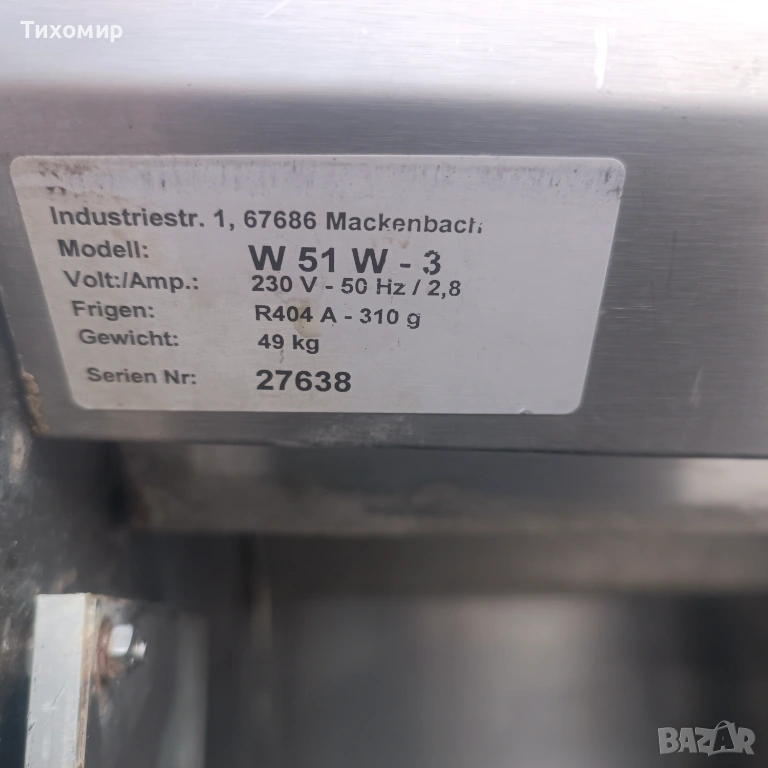 Тихомир
Industriestr. 1, 67686 Mackenbach
Modell: W 51 W - 3
Volt:/Amp.: 230 V - 50 Hz / 2,8
Frigen: R404 A - 310 g
Gewicht: 49 kg
Serien Nr: 27638
BAZAR